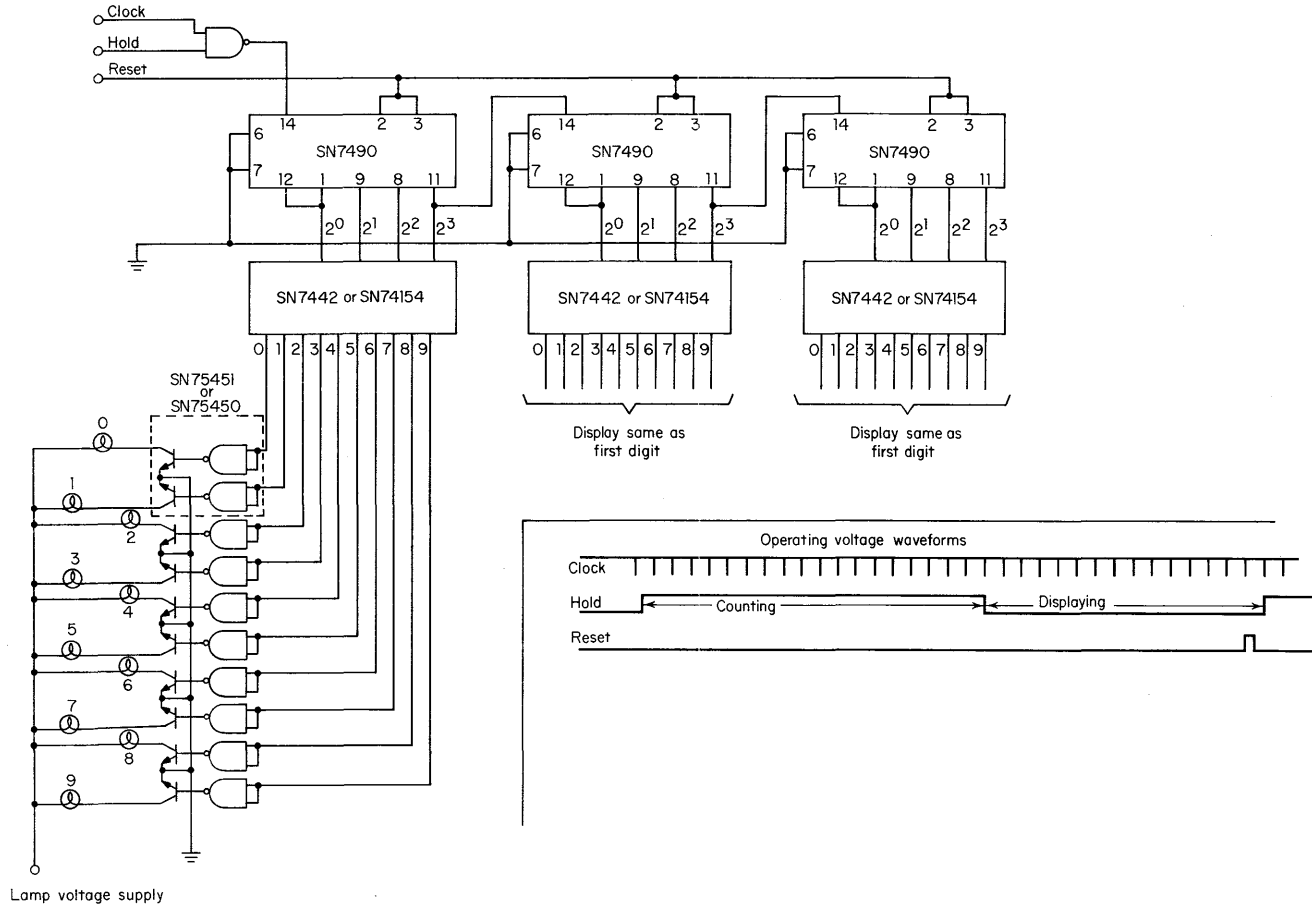 Clock
Hold
Reset
14 2 3 14 2 3 14 2 3
6 6 6
SN7490 SN7490 SN7490
7 7 7
12 1 9 8 11 12 1 9 8 11 12 1 9 8 11
2⁰ 2¹ 2² 2³ 2⁰ 2¹ 2² 2³ 2⁰ 2¹ 2² 2³
SN7442 or SN74154 SN7442 or SN74154 SN7442 or SN74154
0 1 2 3 4 5 6 7 8 9 0 1 2 3 4 5 6 7 8 9 0 1 2 3 4 5 6 7 8 9
SN75451
or
SN75450
Display same as
first digit
Display same as
first digit
0
1
2
3
4
5
6
7
8
9
Lamp voltage supply
Operating voltage waveforms
Clock
Hold Counting Displaying
Reset